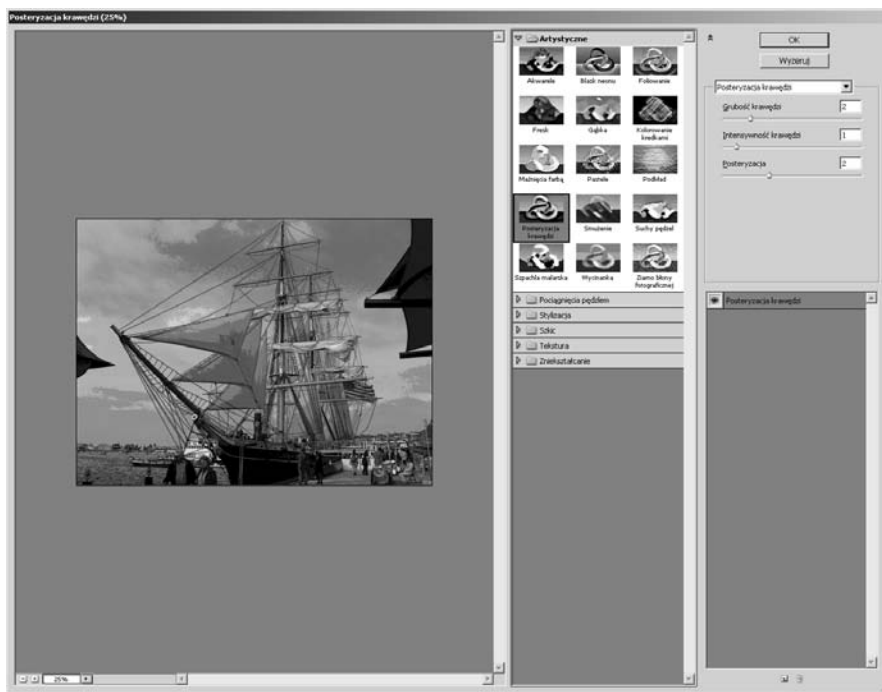 Posteryzacja krawędzi (25%)
Artystyczne
Akwarele
Blask neonu
Foliowanie
Fresk
Gąbka
Kolorowanie
kredkami
Maźnięcia farbą
Pastele
Podkład
Posteryzacja
krawędzi
Smużenie
Suchy pędzel
Szpachla malarska
Wycinanka
Ziarno błony
fotograficznej
Pociągnięcia pędzlem
Stylizacja
Szkic
Tekstura
Zniekształcanie
OK
Wyzeruj
Posteryzacja krawędzi
Grubość krawędzi 2
Intensywność krawędzi 1
Posteryzacja 2
Posteryzacja krawędzi
25%